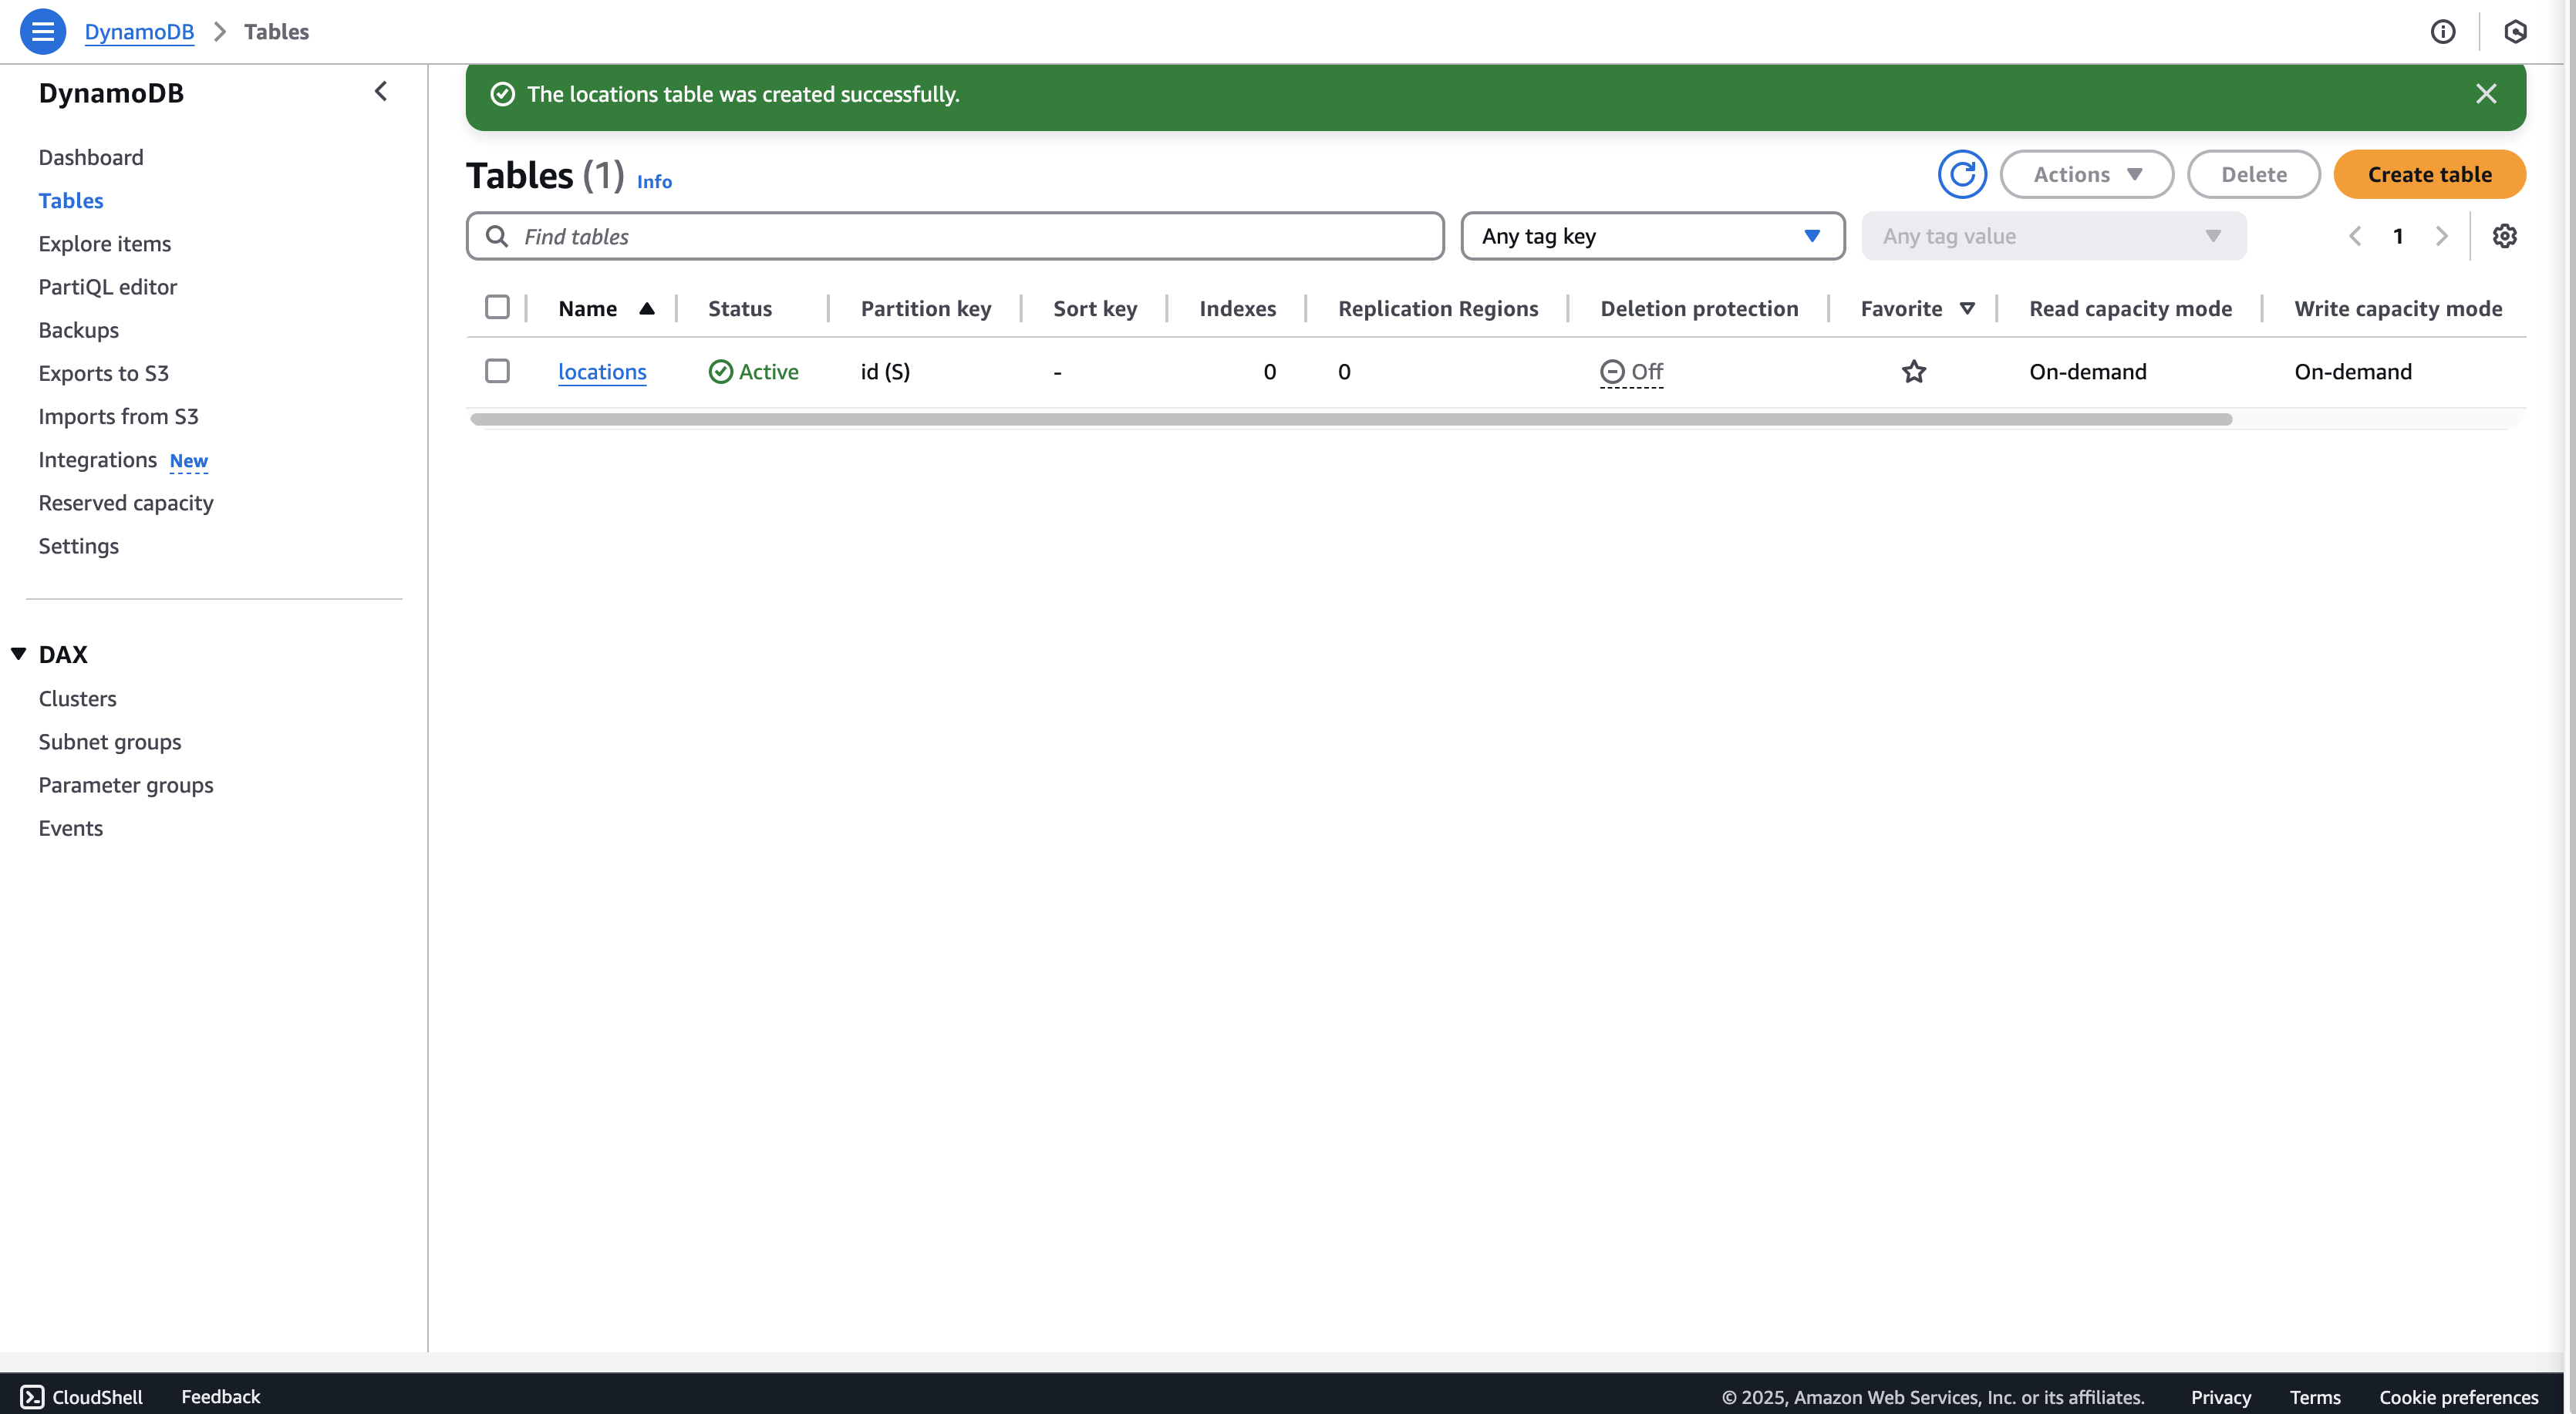 DynamoDB > Tables
DynamoDB
Dashboard
Tables
Explore items
PartiQL editor
Backups
Exports to S3
Imports from S3
Integrations New
Reserved capacity
Settings
DAX
Clusters
Subnet groups
Parameter groups
Events
The locations table was created successfully.
Tables (1) Info
Actions
Delete
Create table
Find tables
Any tag key
Any tag value
1
Name Status Partition key Sort key Indexes Replication Regions Deletion protection Favorite Read capacity mode Write capacity mode
locations Active id (S) - 0 0 Off On-demand On-demand
CloudShell Feedback © 2025, Amazon Web Services, Inc. or its affiliates. Privacy Terms Cookie preferences